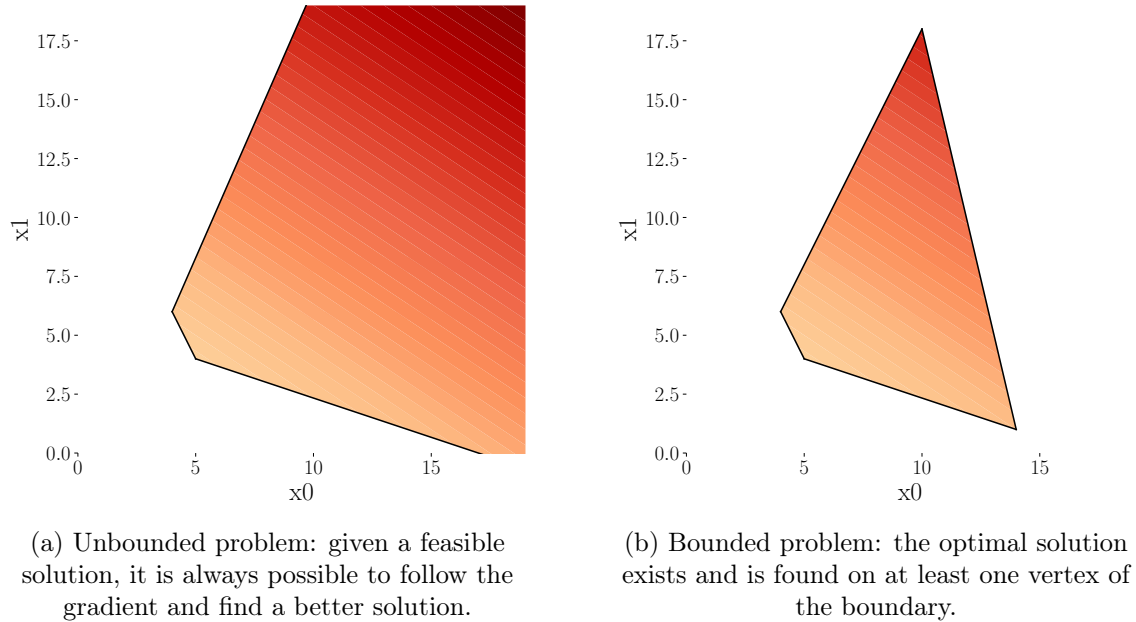 17.5
15.0
12.5
10.0
7.5
5.0
2.5
0.0
x1
0
5
10
15
x0
17.5
15.0
12.5
10.0
7.5
5.0
2.5
0.0
x1
0
5
10
15
x0
(a) Unbounded problem: given a feasible
solution, it is always possible to follow the
gradient and find a better solution.
(b) Bounded problem: the optimal solution
exists and is found on at least one vertex of
the boundary.